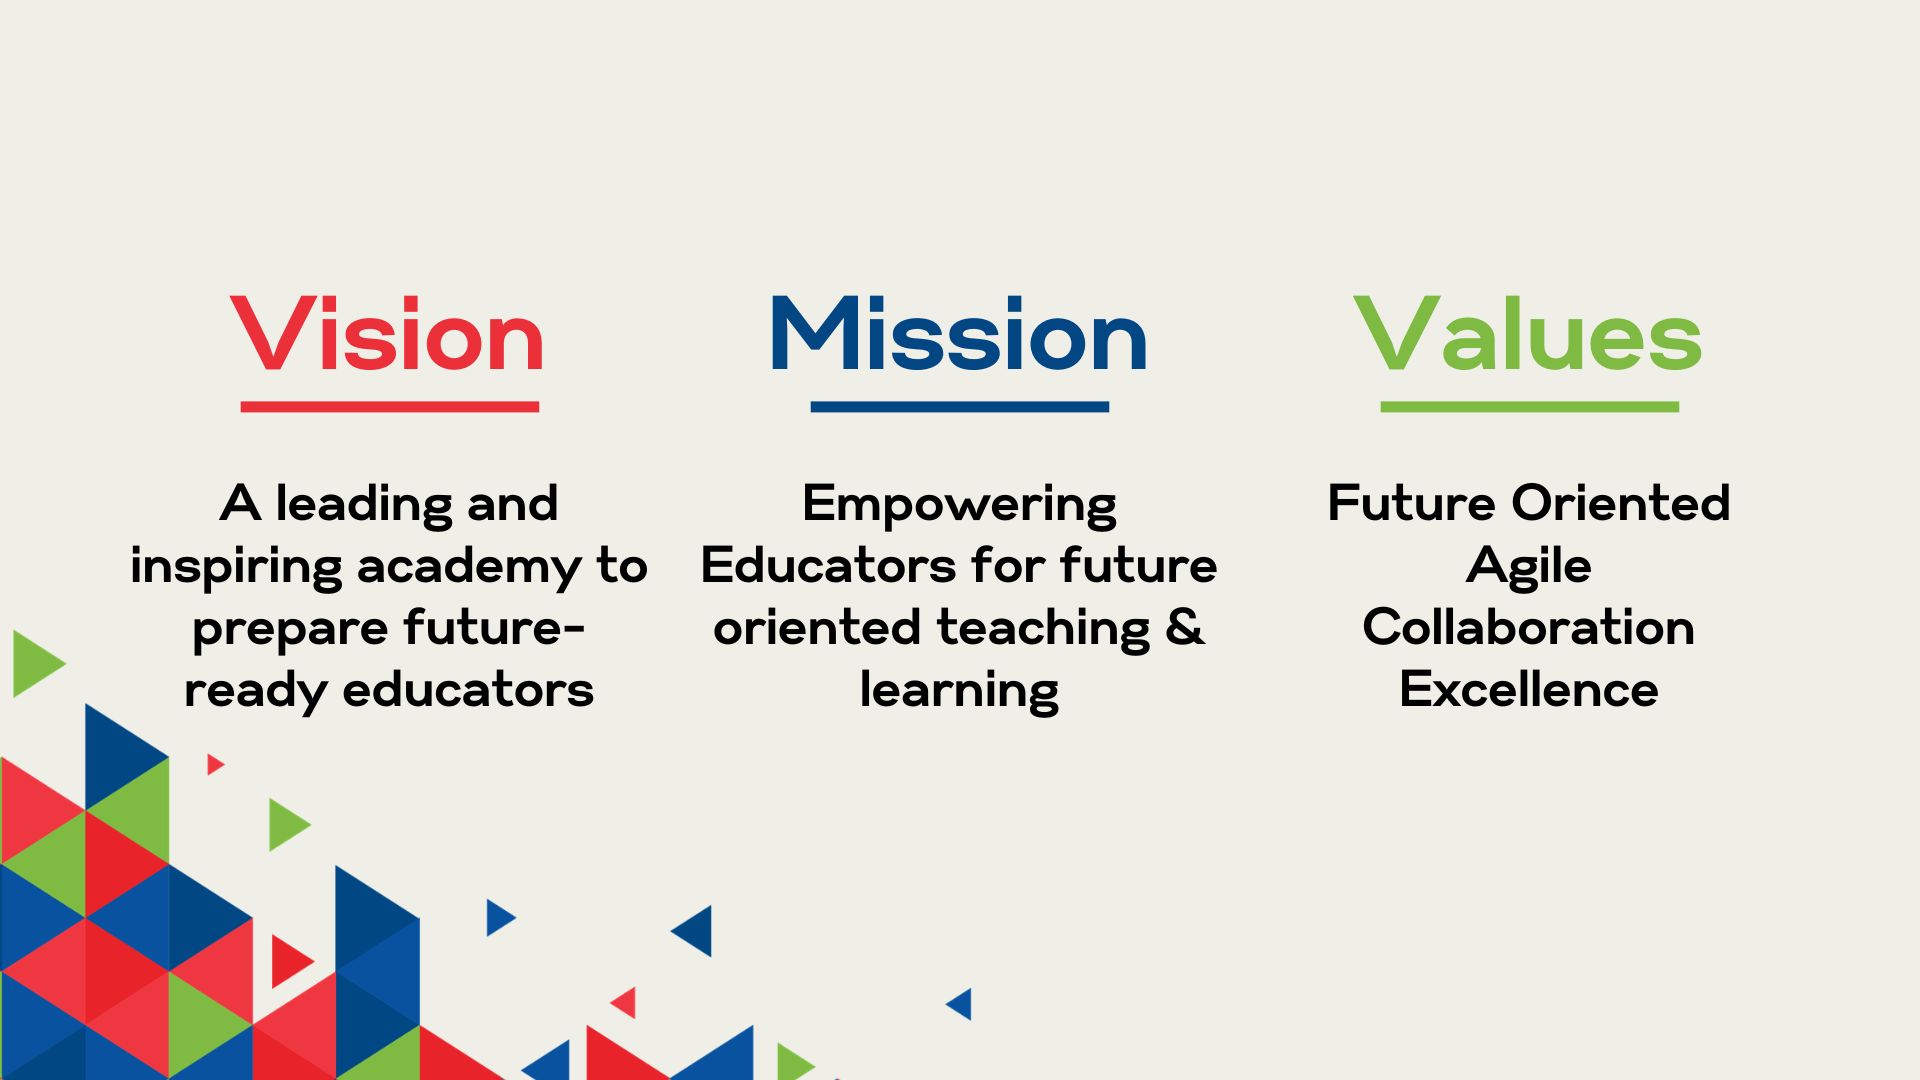 Vision
A leading and
inspiring academy to
prepare future-
ready educators
Mission
Empowering
Educators for future
oriented teaching &
learning
Values
Future Oriented
Agile
Collaboration
Excellence